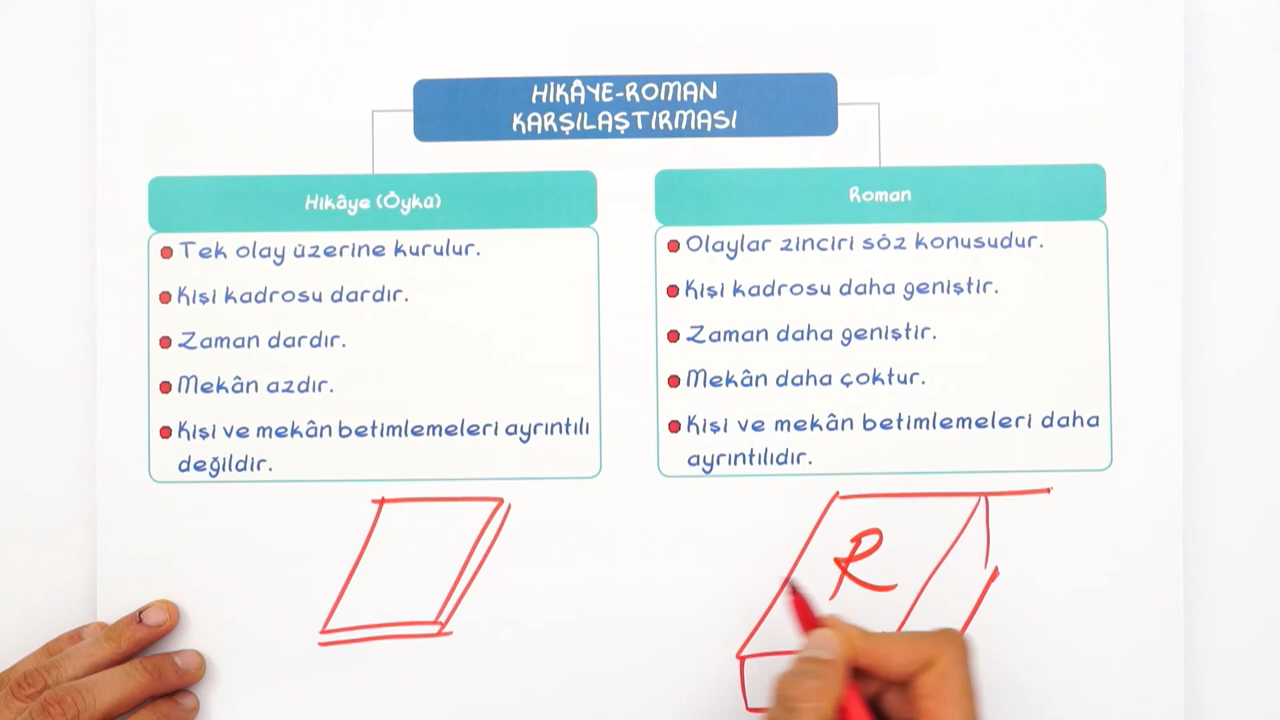 HİKÂYE-ROMAN
KARŞILAŞTIRMASI
Hikâye (Öykü)
Tek olay üzerine kurulur.
Kişi kadrosu dardır.
Zaman dardır.
Mekân azdır.
Kişi ve mekân betimlemeleri ayrıntılı
değildir.
Roman
Olaylar zinciri söz konusudur.
Kişi kadrosu daha geniştir.
Zaman daha geniştir.
Mekân daha çoktur.
Kişi ve mekân betimlemeleri daha
ayrıntılıdır.
R